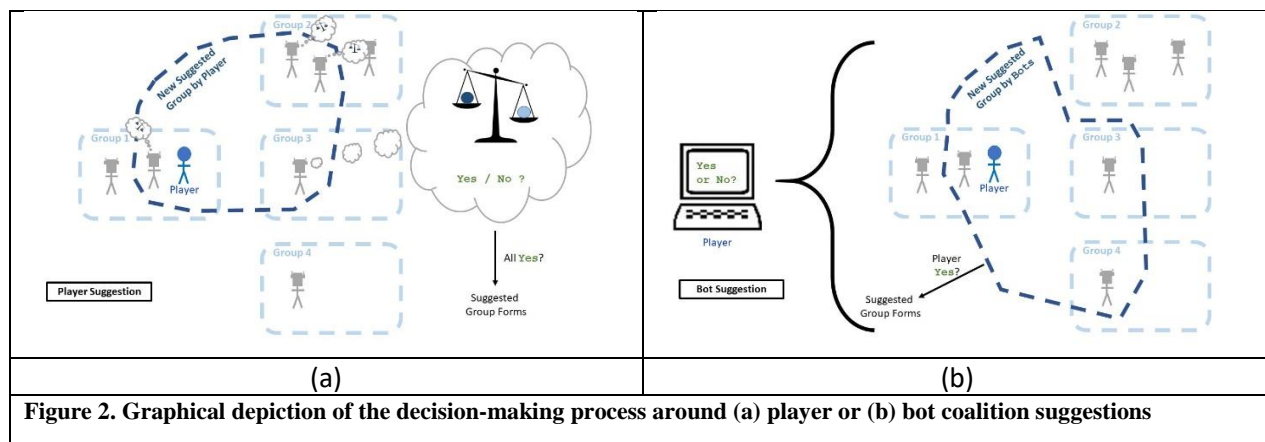 Group 2
New Suggested
Group by Player
Group 1
Player
Group 3
Group 4
Yes / No ?
All Yes?
Suggested
Group Forms
Player Suggestion
(a)
Group 2
New Suggested
Group by Bots
Group 1
Player
Group 3
Group 4
Yes
or No?
Player
Player
Yes?
Suggested
Group Forms
Bot Suggestion
(b)
Figure 2. Graphical depiction of the decision-making process around (a) player or (b) bot coalition suggestions